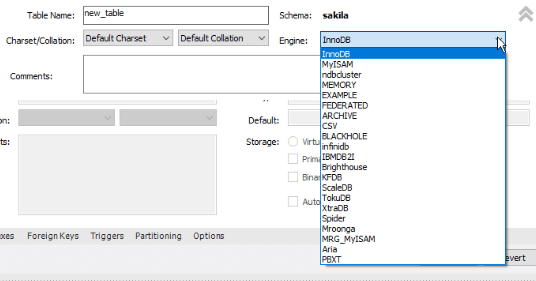 Table Name: new_table Schema: sakila
Charset/Collation: Default Charset Default Collation Engine: InnoDB
InnoDB
MyISAM
Comments:
ndbcluster
MEMORY
EXAMPLE
FEDERATED
ARCHIVE
on: Default:
CSV
BLACKHOLE
ts: Storage: Virtu
infinidb
IBMDB2I
Prima
Brighthouse
Binar
KFDB
ScaleDB
Auto
TokuDB
XtraDB
Spider
exes Foreign Keys Triggers Partitioning Options
Mroonga
MRG_MyISAM
Aria
evert
PBXT